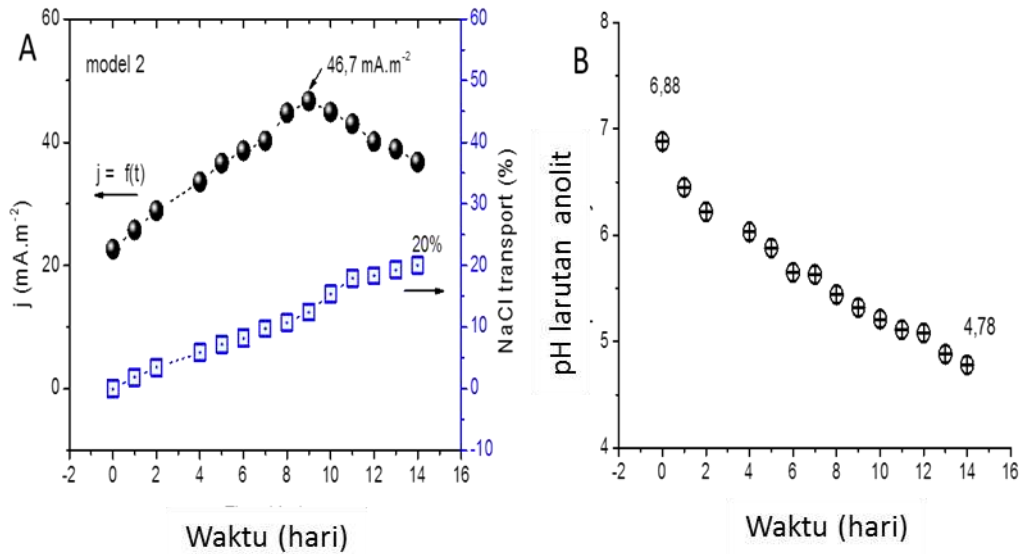 A
model 2
46,7 mA.m⁻²
j = f(t)
20%
60
40
20
0
j (mA.m⁻²)
60
50
40
30
20
10
0
-10
NaCl transport (%)
-2 0 2 4 6 8 10 12 14 16
Waktu (hari)
B
6,88
4,78
8
7
6
5
4
pH larutan anolit
-2 0 2 4 6 8 10 12 14 16
Waktu (hari)